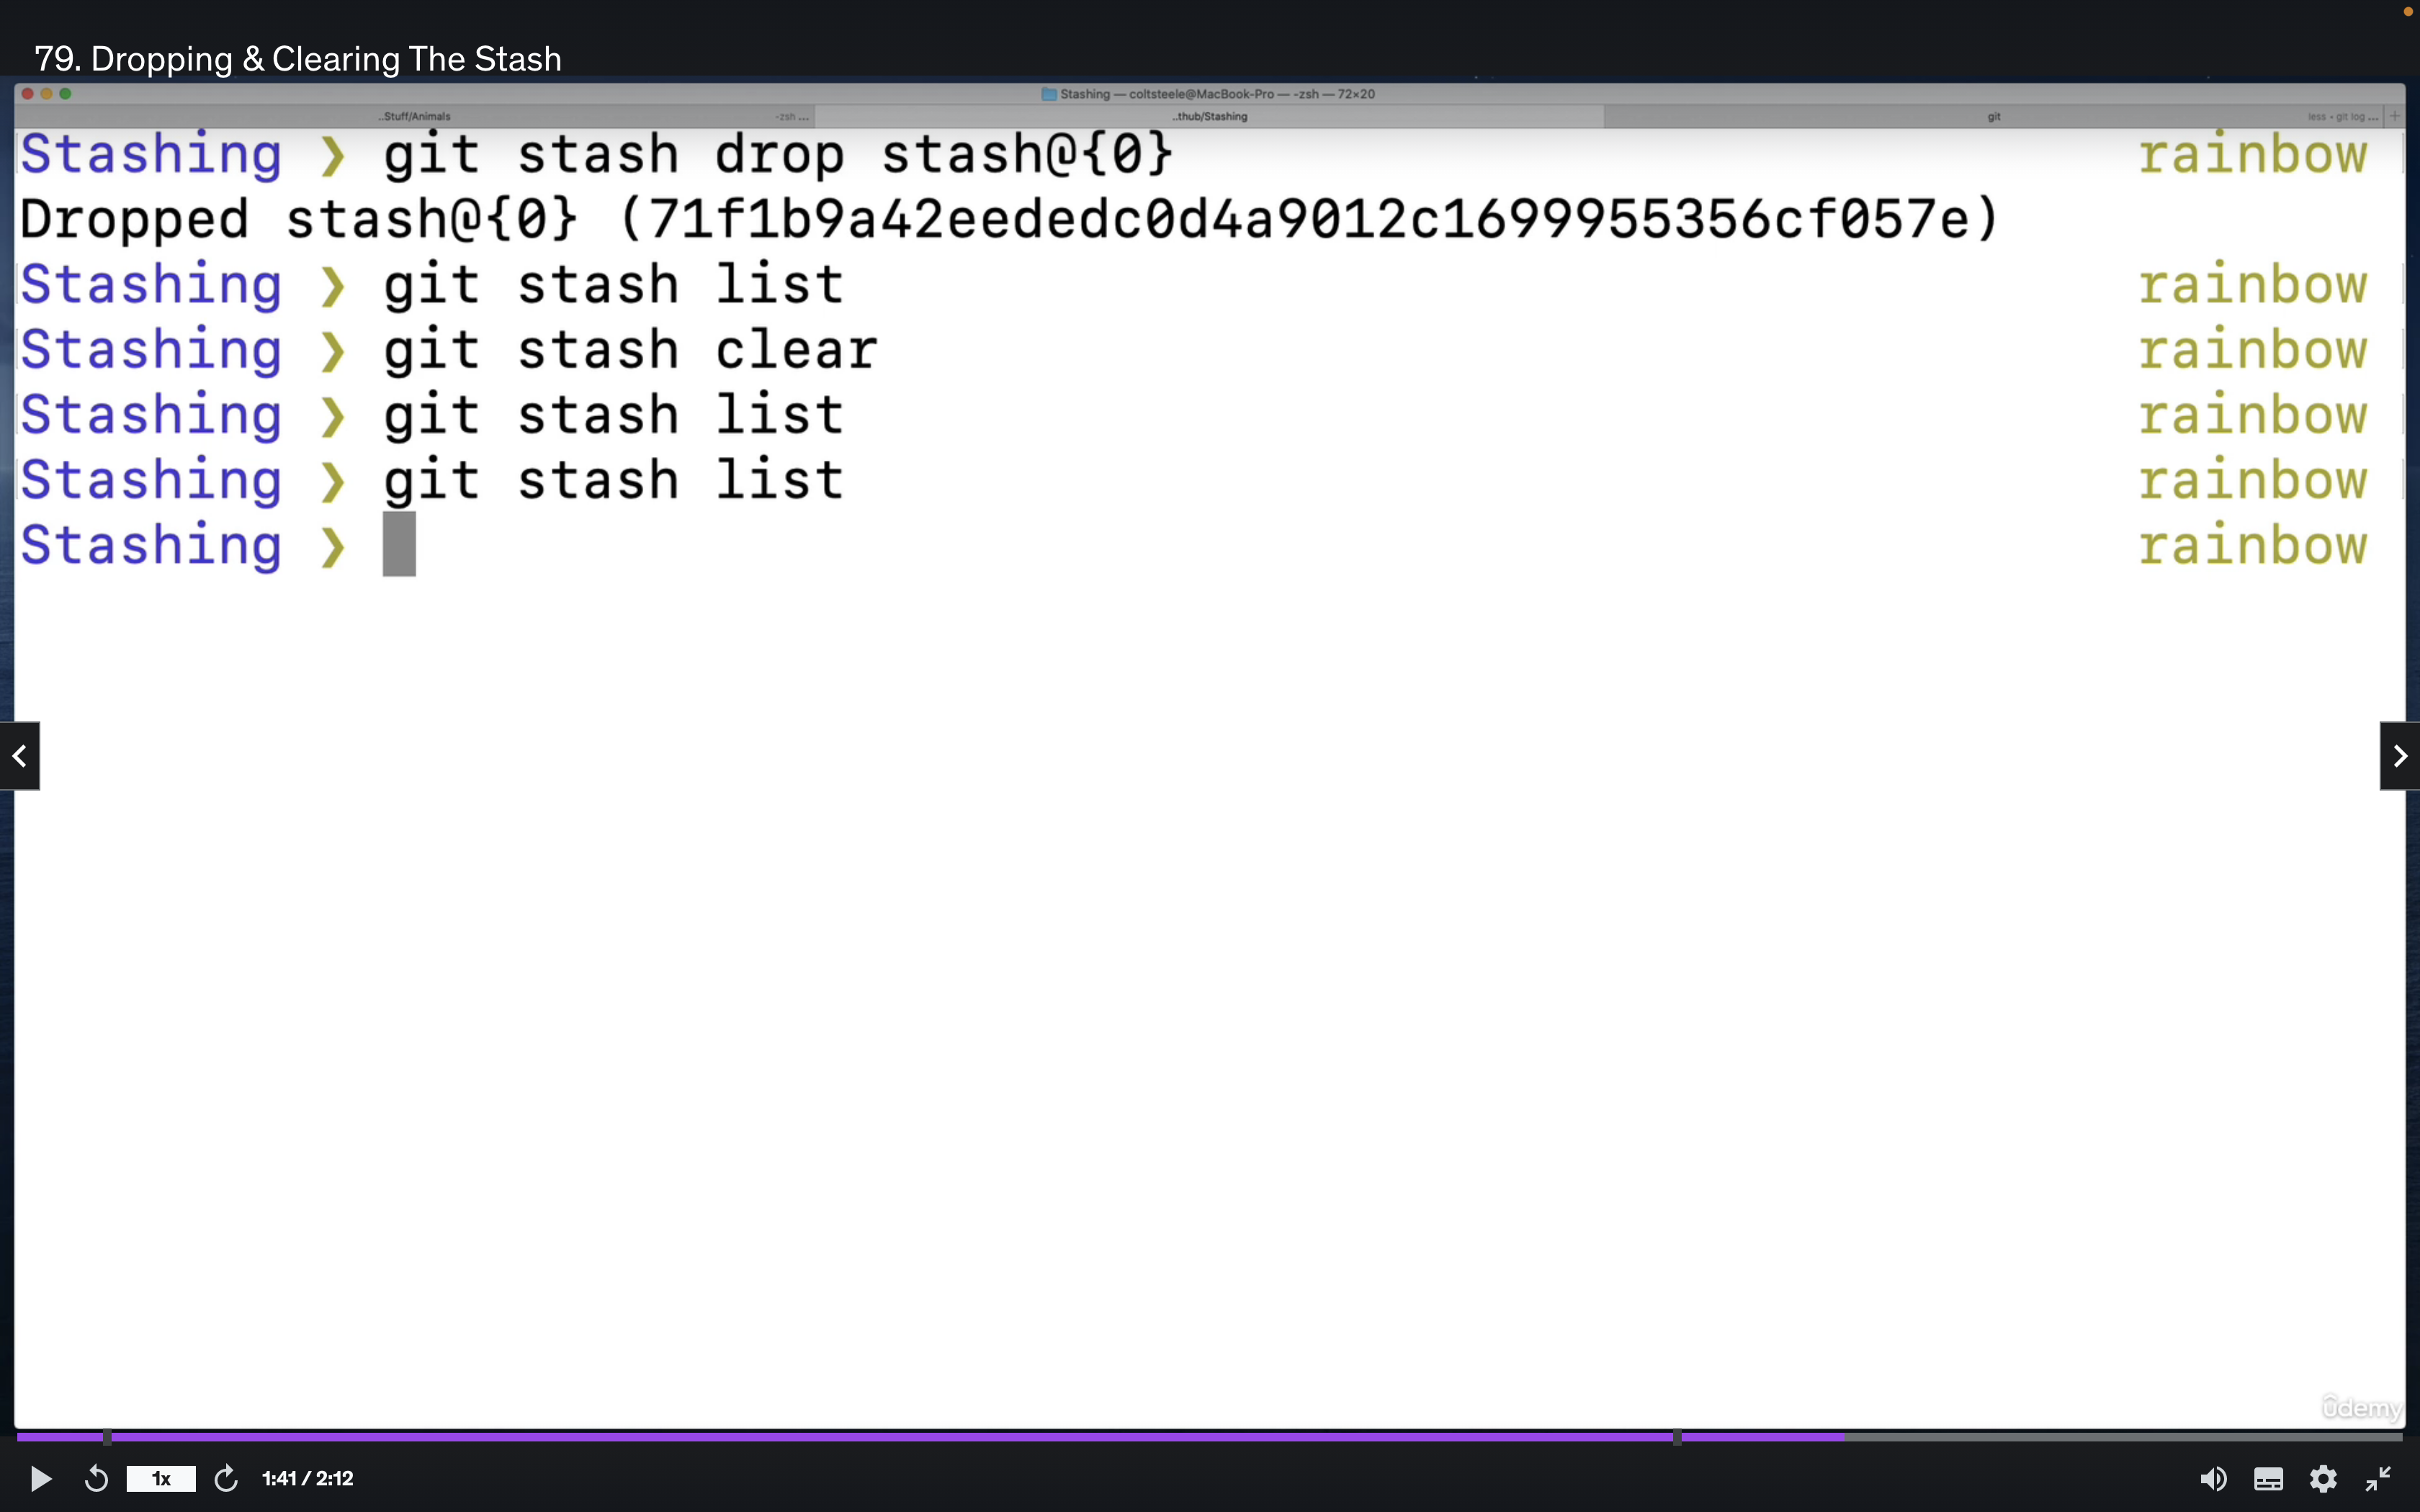 79. Dropping & Clearing The Stash
Stashing — coltsteele@MacBook-Pro — -zsh — 72×20
..Stuff/Animals -zsh ... ..thub/Stashing git less • git log ... +
Stashing ❯ git stash drop stash@{0} rainbow
Dropped stash@{0} (71f1b9a42eededc0d4a9012c1699955356cf057e)
Stashing ❯ git stash list rainbow
Stashing ❯ git stash clear rainbow
Stashing ❯ git stash list rainbow
Stashing ❯ git stash list rainbow
Stashing ❯ rainbow
ûdemy
1x 1:41 / 2:12